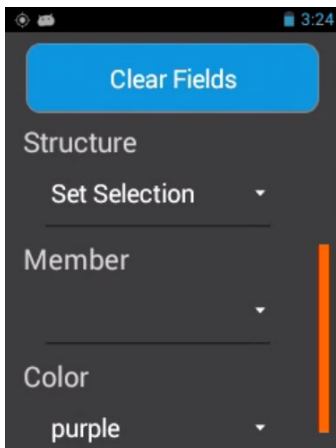 3:24
Clear Fields
Structure
Set Selection
Member
Color
purple